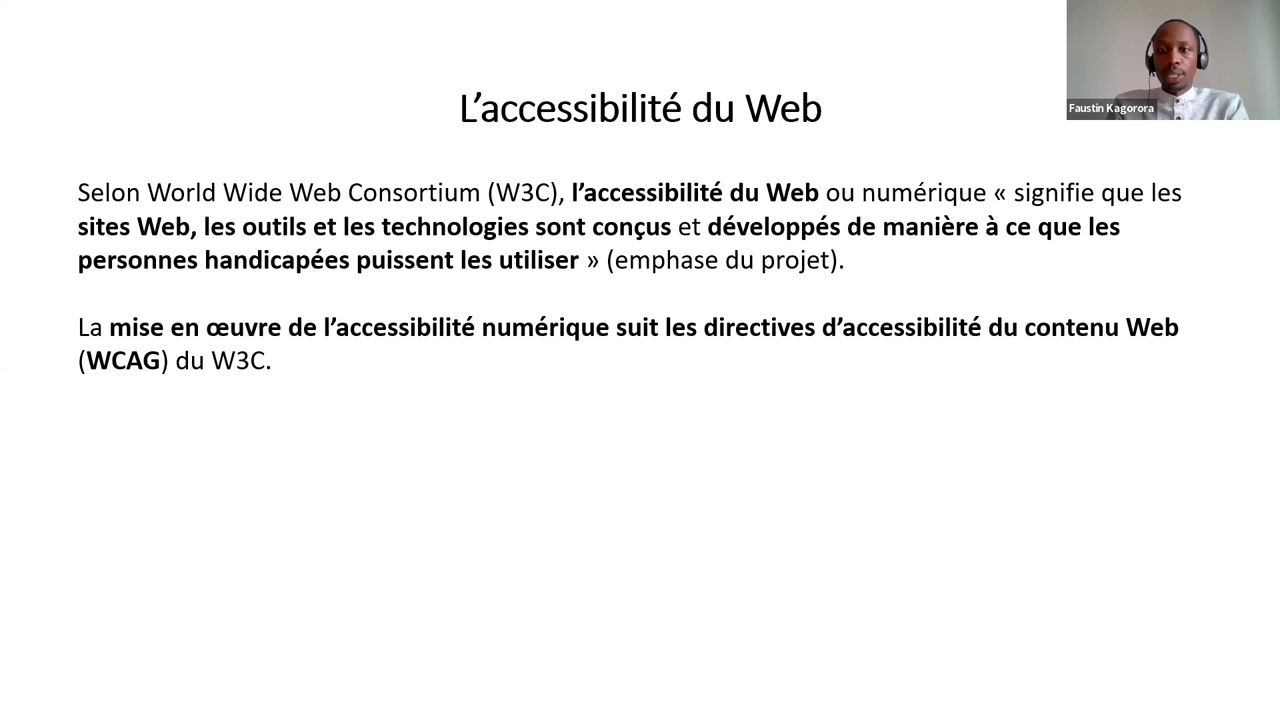 L’accessibilité du Web
Faustin Kagorora
Selon World Wide Web Consortium (W3C), l’accessibilité du Web ou numérique « signifie que les
sites Web, les outils et les technologies sont conçus et développés de manière à ce que les
personnes handicapées puissent les utiliser » (emphase du projet).
La mise en œuvre de l’accessibilité numérique suit les directives d’accessibilité du contenu Web
(WCAG) du W3C.